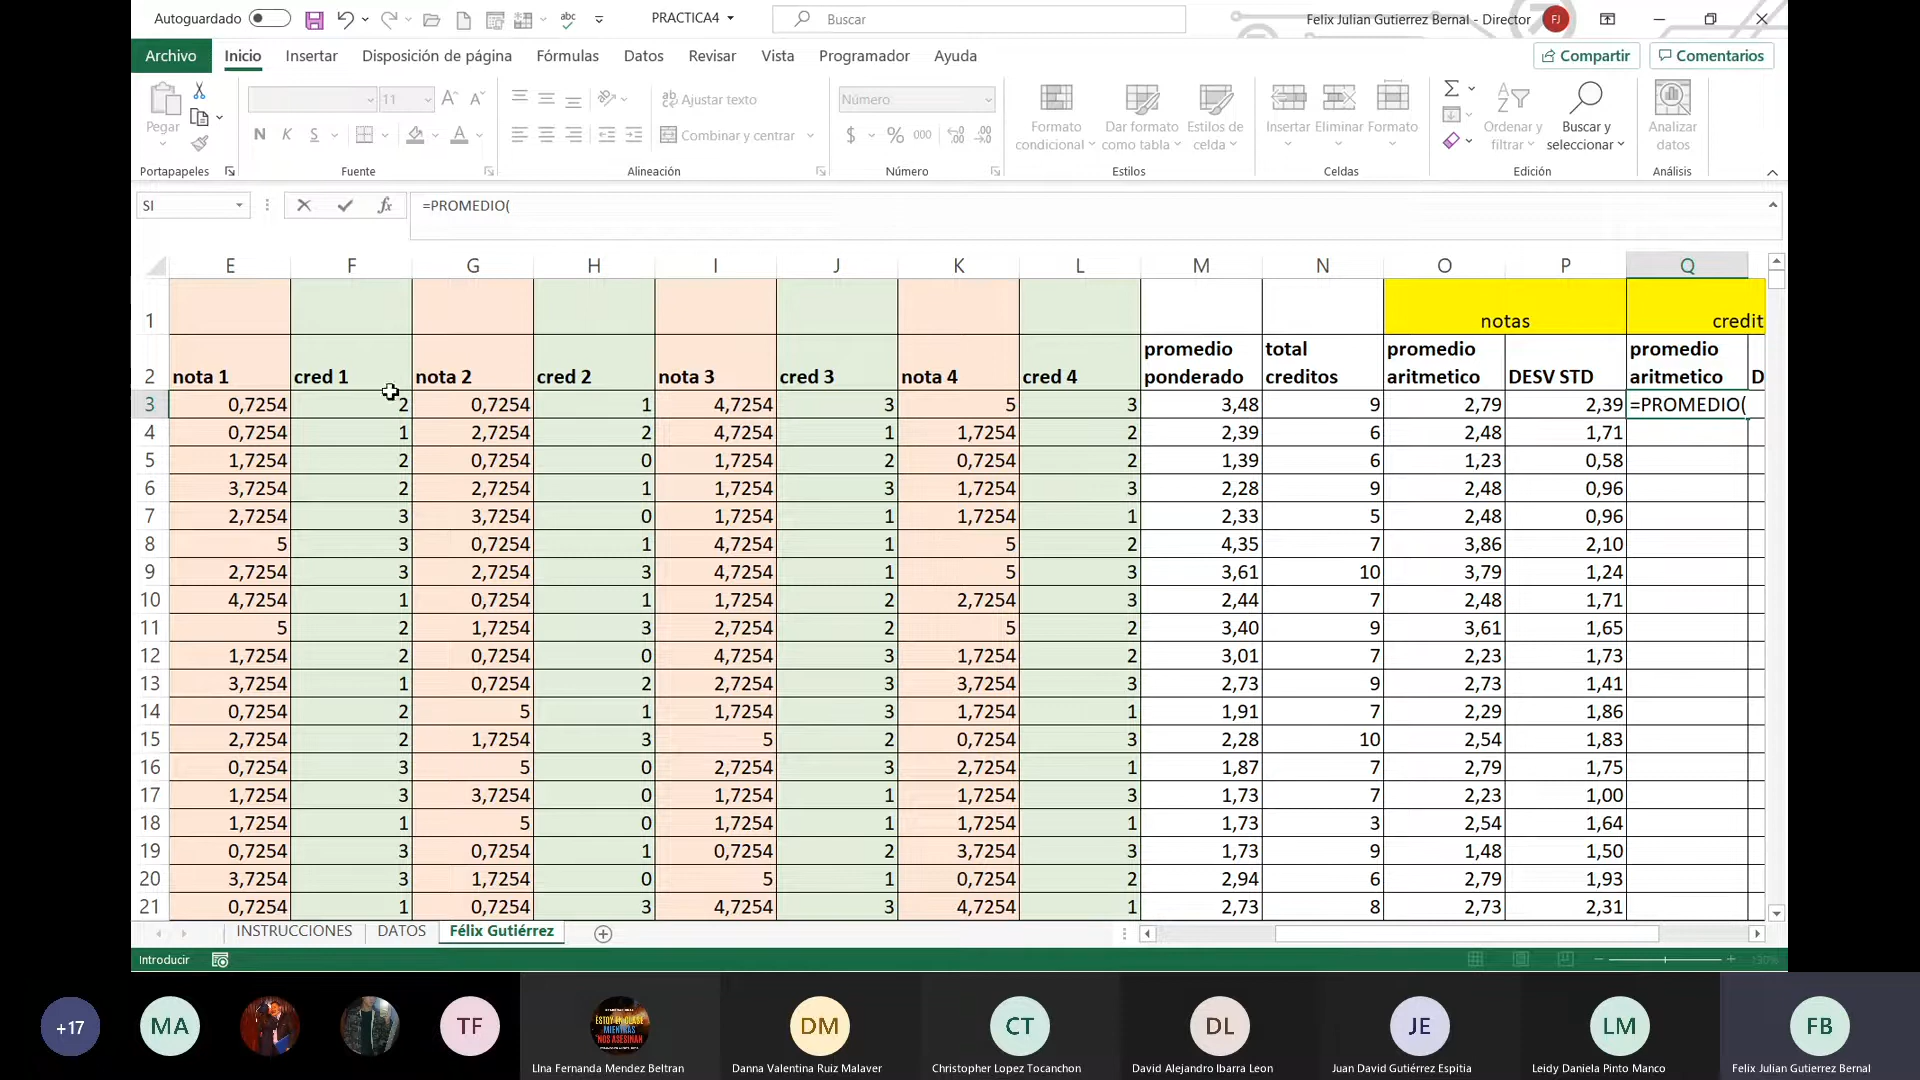 Autoguardado
PRACTICA4
Buscar
Felix Julian Gutierrez Bernal - Director
FJ
Archivo Inicio Insertar Disposición de página Fórmulas Datos Revisar Vista Programador Ayuda
Compartir Comentarios
Pegar
11
N K S
Ajustar texto
Combinar y centrar
Número
$ % 000
Formato condicional
Dar formato como tabla
Estilos de celda
Insertar Eliminar Formato
Ordenar y filtrar
Buscar y seleccionar
Analizar datos
Portapapeles Fuente Alineación Número Estilos Celdas Edición Análisis
SI fx =PROMEDIO(
E F G H I J K L M N O P Q
1 notas credit
2 nota 1 cred 1 nota 2 cred 2 nota 3 cred 3 nota 4 cred 4 promedio ponderado total creditos promedio aritmetico DESV STD promedio aritmetico D
3 0,7254 2 0,7254 1 4,7254 3 5 3 3,48 9 2,79 2,39 =PROMEDIO(
4 0,7254 1 2,7254 2 4,7254 1 1,7254 2 2,39 6 2,48 1,71
5 1,7254 2 0,7254 0 1,7254 2 0,7254 2 1,39 6 1,23 0,58
6 3,7254 2 2,7254 1 1,7254 3 1,7254 3 2,28 9 2,48 0,96
7 2,7254 3 3,7254 0 1,7254 1 1,7254 1 2,33 5 2,48 0,96
8 5 3 0,7254 1 4,7254 1 5 2 4,35 7 3,86 2,10
9 2,7254 3 2,7254 3 4,7254 1 5 3 3,61 10 3,79 1,24
10 4,7254 1 0,7254 1 1,7254 2 2,7254 3 2,44 7 2,48 1,71
11 5 2 1,7254 3 2,7254 2 5 2 3,40 9 3,61 1,65
12 1,7254 2 0,7254 0 4,7254 3 1,7254 2 3,01 7 2,23 1,73
13 3,7254 1 0,7254 2 2,7254 3 3,7254 3 2,73 9 2,73 1,41
14 0,7254 2 5 1 1,7254 3 1,7254 1 1,91 7 2,29 1,86
15 2,7254 2 1,7254 3 5 2 0,7254 3 2,28 10 2,54 1,83
16 0,7254 3 5 0 2,7254 3 2,7254 1 1,87 7 2,79 1,75
17 1,7254 3 3,7254 0 1,7254 1 1,7254 3 1,73 7 2,23 1,00
18 1,7254 1 5 0 1,7254 1 1,7254 1 1,73 3 2,54 1,64
19 0,7254 3 0,7254 1 0,7254 2 3,7254 3 1,73 9 1,48 1,50
20 3,7254 3 1,7254 0 5 1 0,7254 2 2,94 6 2,79 1,93
21 0,7254 1 0,7254 3 4,7254 3 4,7254 1 2,73 8 2,73 2,31
INSTRUCCIONES DATOS Félix Gutiérrez
Introducir
+17 MA TF DM CT DL JE LM FB
ESTOY EN CLASE
MIENTRAS
NOS ASESINAN
LIna Fernanda Mendez Beltran
Danna Valentina Ruiz Malaver
Christopher Lopez Tocanchon
David Alejandro Ibarra Leon
Juan David Gutiérrez Espitia
Leidy Daniela Pinto Manco
Felix Julian Gutierrez Bernal